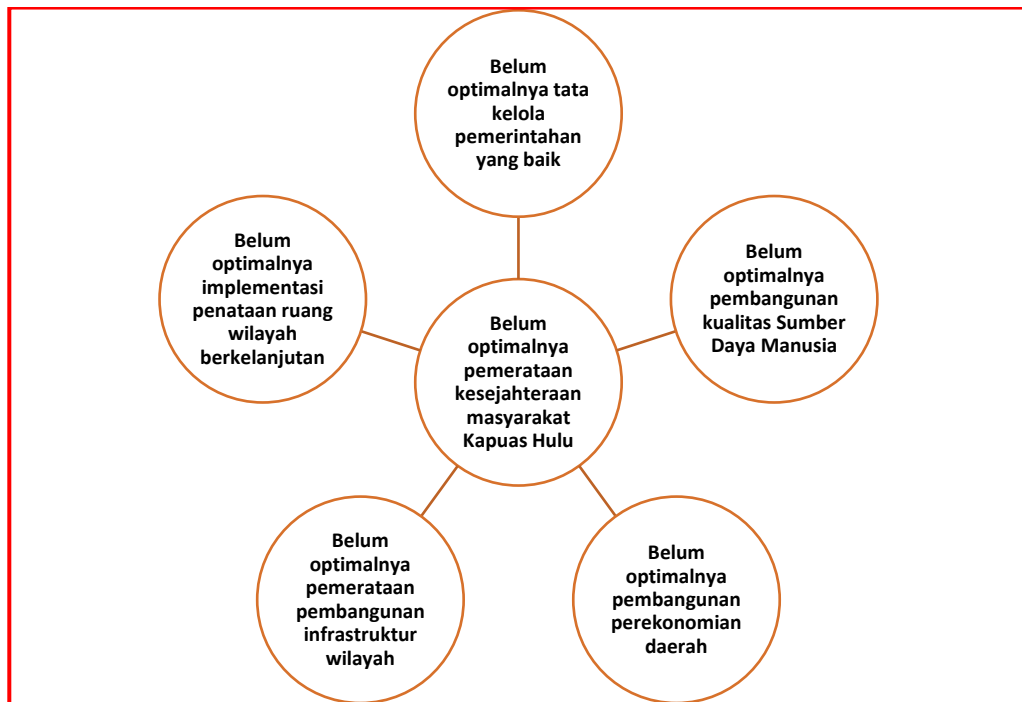 Belum
optimalnya tata
kelola
pemerintahan
yang baik
Belum
optimalnya
implementasi
penataan ruang
wilayah
berkelanjutan
Belum
optimalnya
pembangunan
kualitas Sumber
Daya Manusia
Belum
optimalnya
pemerataan
kesejahteraan
masyarakat
Kapuas Hulu
Belum
optimalnya
pemerataan
pembangunan
infrastruktur
wilayah
Belum
optimalnya
pembangunan
perekonomian
daerah